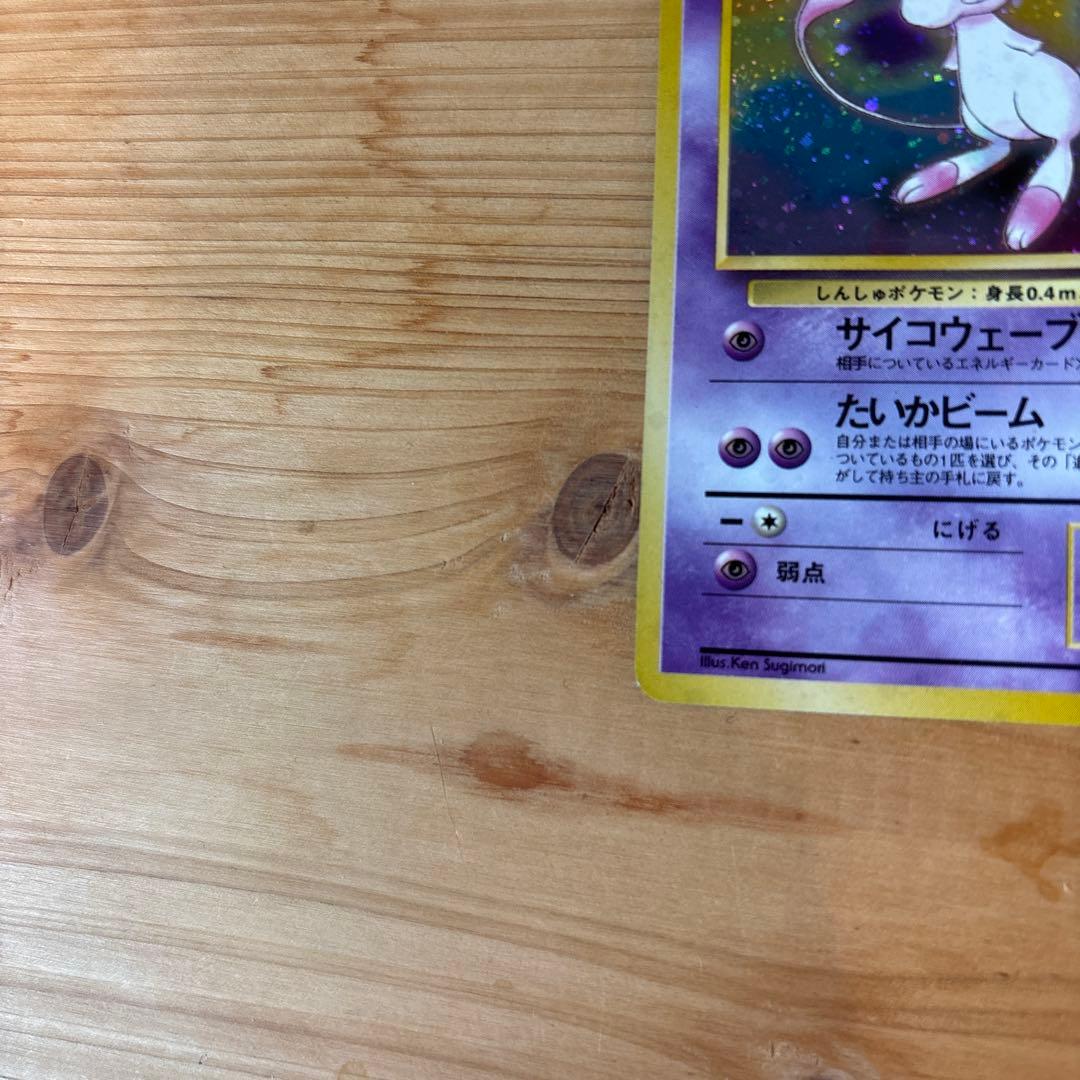 しんしゅポケモン：身長0.4m
サイコウェーブ
相手についているエネルギーカード×
たいかビーム
自分または相手の場にいるポケモン
ついているもの1匹を選び、その「
がして持ち主の手札に戻す。
にげる
弱点
Illus.Ken Sugimori